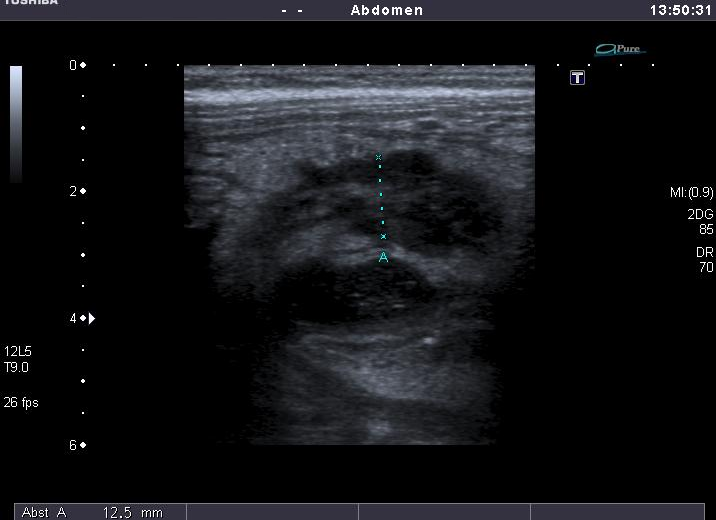 TOSHIBA
- - Abdomen 13:50:31
aPure
T
0
2
4
6
MI:(0.9)
2DG
85
DR
70
A
12L5
T9.0
26 fps
Abst A 12.5 mm